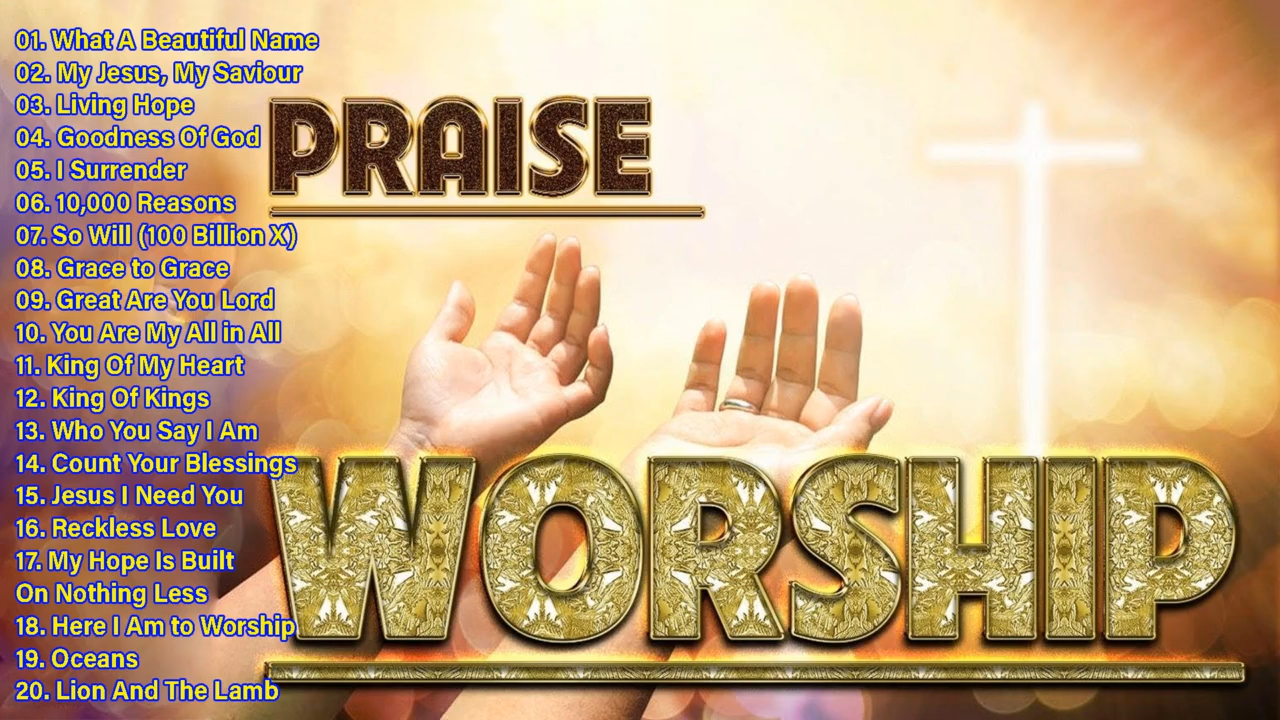 01. What A Beautiful Name
02. My Jesus, My Saviour
03. Living Hope
04. Goodness Of God
05. I Surrender
06. 10,000 Reasons
07. So Will (100 Billion X)
08. Grace to Grace
09. Great Are You Lord
10. You Are My All in All
11. King Of My Heart
12. King Of Kings
13. Who You Say I Am
14. Count Your Blessings
15. Jesus I Need You
16. Reckless Love
17. My Hope Is Built
On Nothing Less
18. Here I Am to Worship
19. Oceans
20. Lion And The Lamb
PRAISE
WORSHIP